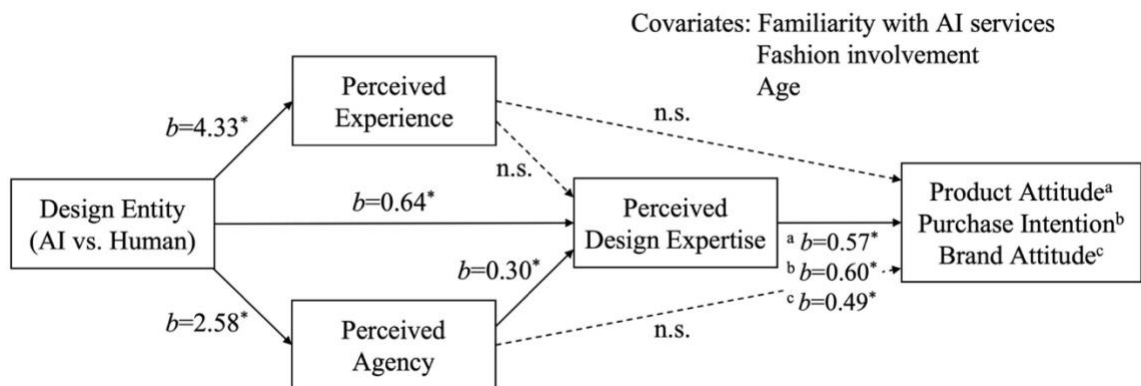 Covariates: Familiarity with AI services
Fashion involvement
Age
Perceived
Experience
b=4.33*
n.s.
n.s.
Design Entity
(AI vs. Human)
b=0.64*
Perceived
Design Expertise
Product Attitudeᵃ
Purchase Intentionᵇ
Brand Attitudeᶜ
ᵃ b=0.57*
ᵇ b=0.60*
ᶜ b=0.49*
b=0.30*
b=2.58*
Perceived
Agency
n.s.